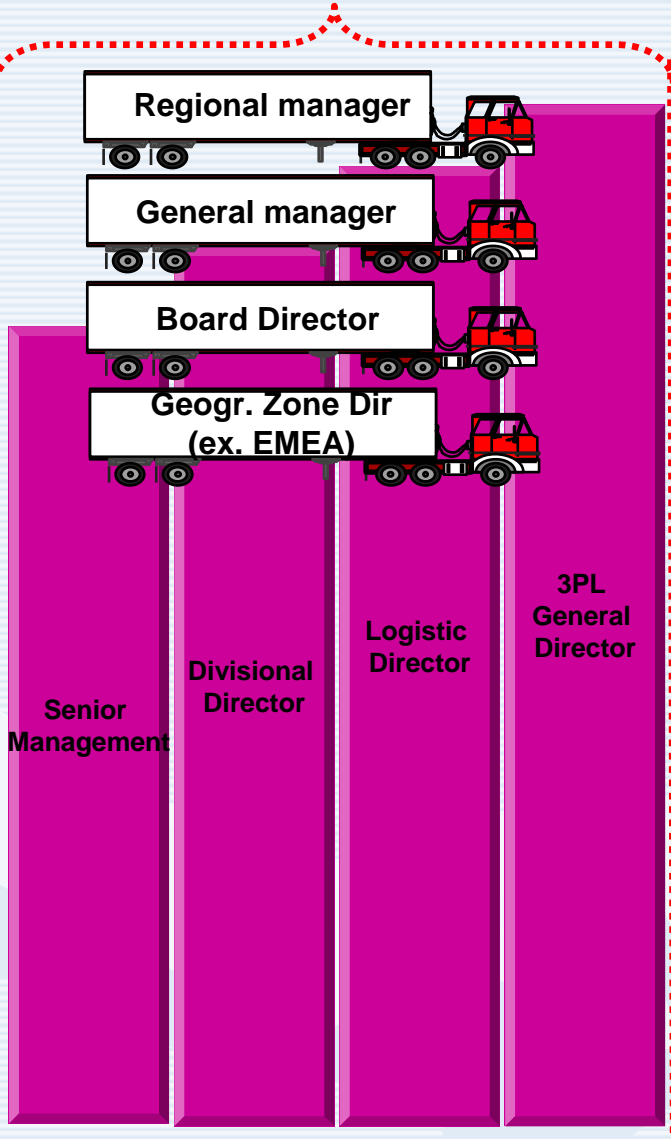 Regional manager
General manager
Board Director
Geogr. Zone Dir
(ex. EMEA)
Senior
Management
Divisional
Director
Logistic
Director
3PL
General
Director